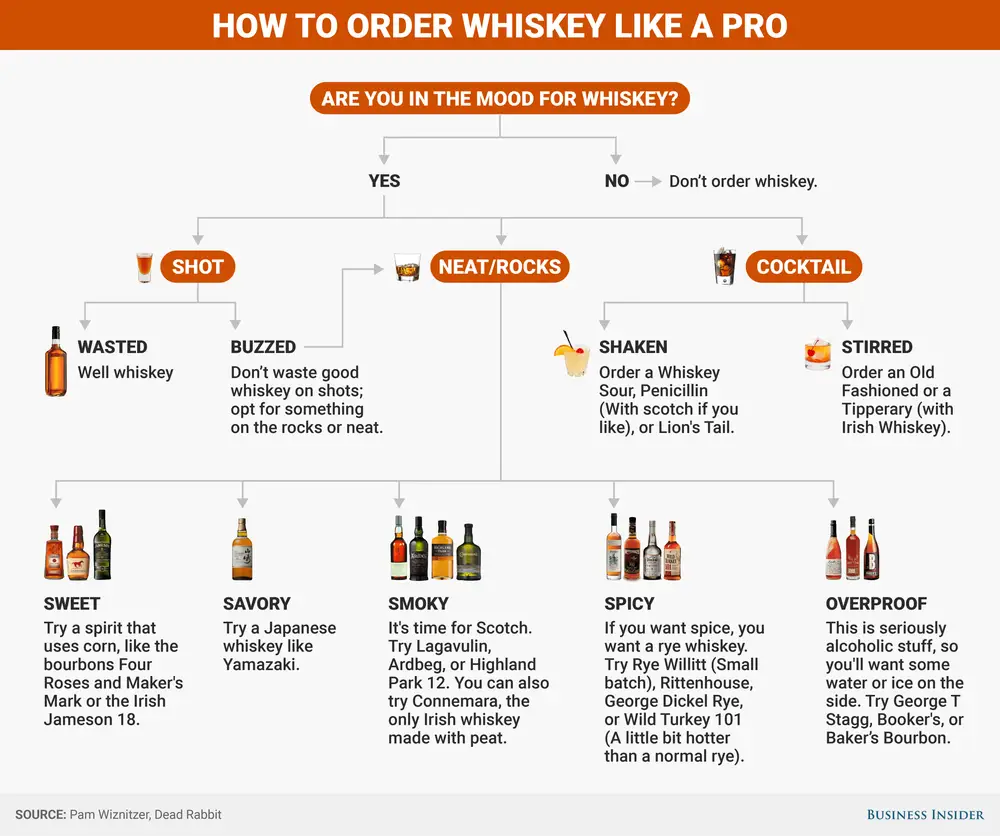 HOW TO ORDER WHISKEY LIKE A PRO
ARE YOU IN THE MOOD FOR WHISKEY?
YES
NO
Don't order whiskey.
SHOT
NEAT/ROCKS
COCKTAIL
WASTED
Well whiskey
BUZZED
Don't waste good
whiskey on shots;
opt for something
on the rocks or neat.
SHAKEN
Order a Whiskey
Sour, Penicillin
(With scotch if you
like), or Lion's Tail.
STIRRED
Order an Old
Fashioned or a
Tipperary (with
Irish Whiskey).
SWEET
Try a spirit that
uses corn, like the
bourbons Four
Roses and Maker's
Mark or the Irish
Jameson 18.
SAVORY
Try a Japanese
whiskey like
Yamazaki.
SMOKY
It's time for Scotch.
Try Lagavulin,
Ardbeg, or Highland
Park 12. You can also
try Connemara, the
only Irish whiskey
made with peat.
SPICY
If you want spice, you
want a rye whiskey.
Try Rye Willitt (Small
batch), Rittenhouse,
George Dickel Rye,
or Wild Turkey 101
(A little bit hotter
than a normal rye).
OVERPROOF
This is seriously
alcoholic stuff, so
you'll want some
water or ice on the
side. Try George T
Stagg, Booker's, or
Baker's Bourbon.
SOURCE: Pam Wiznitzer, Dead Rabbit
BUSINESS INSIDER